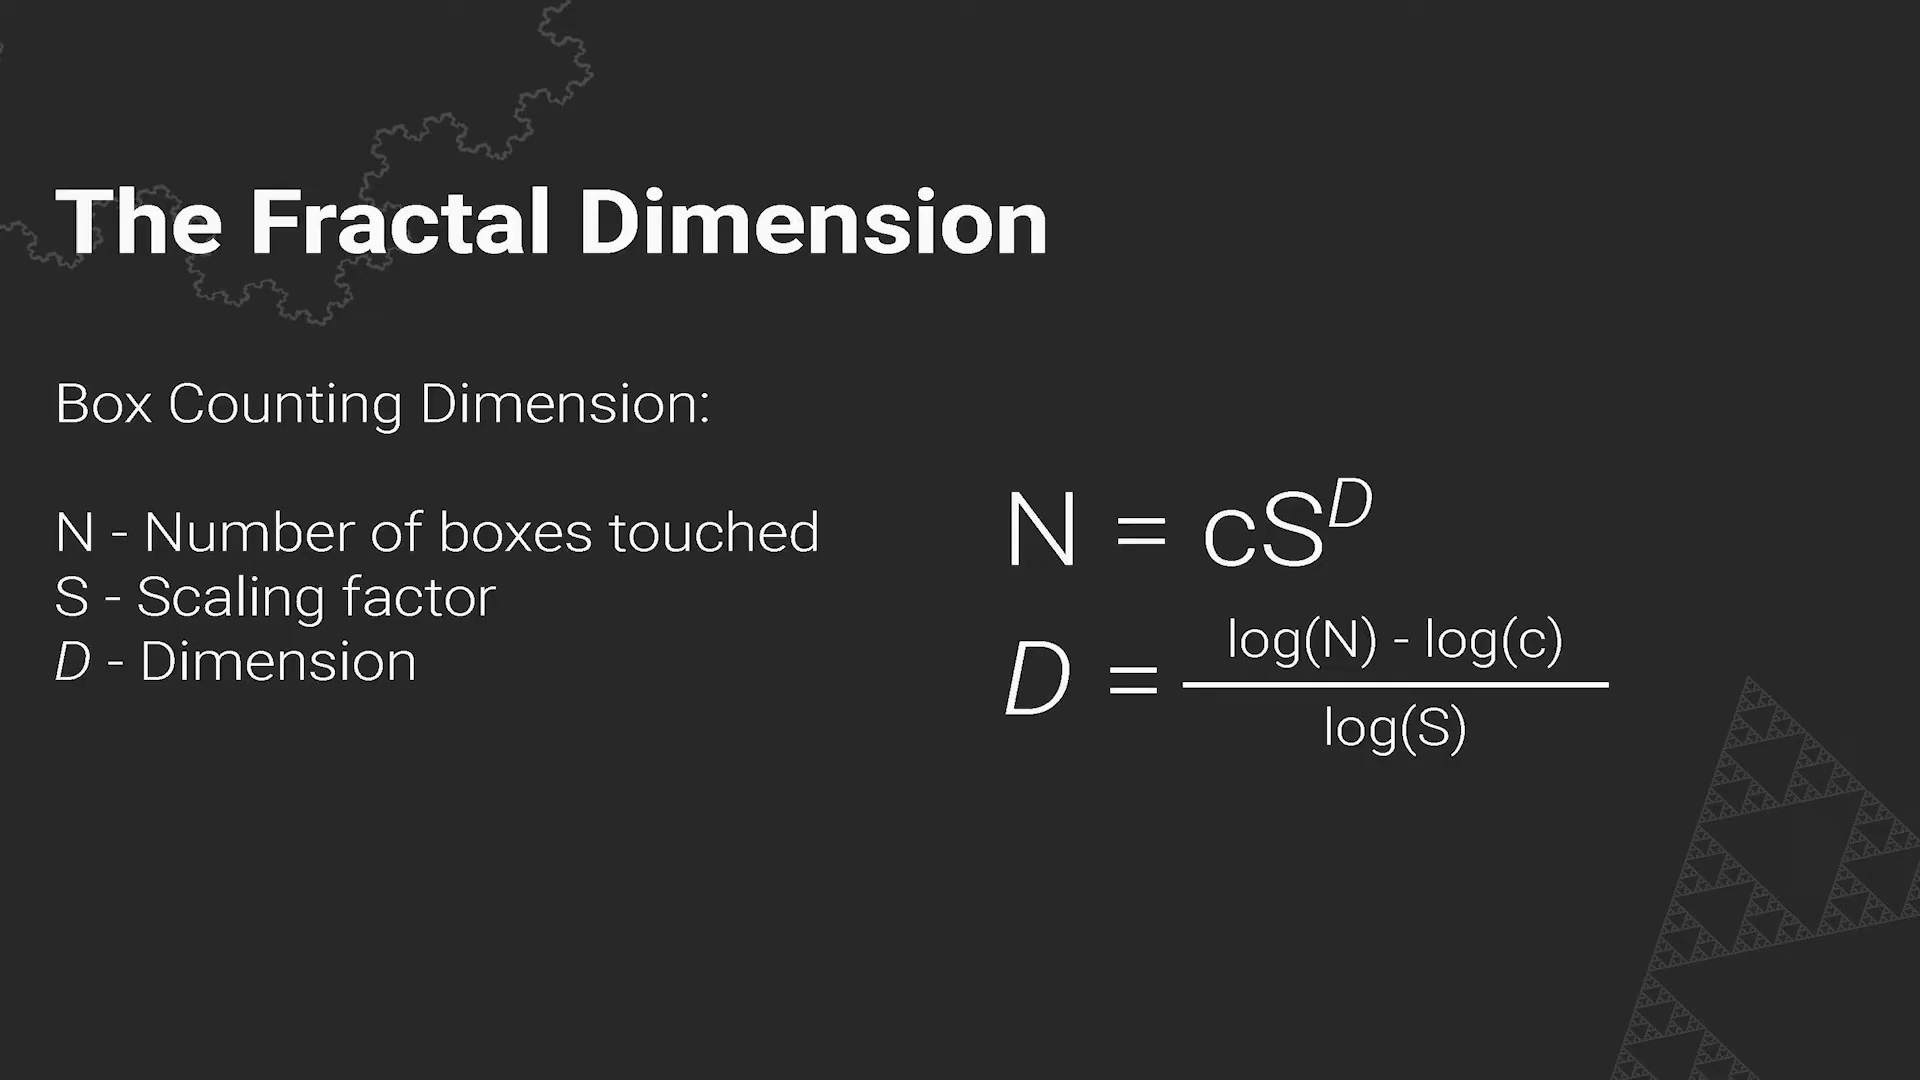 The Fractal Dimension
Box Counting Dimension:
N - Number of boxes touched
S - Scaling factor
D - Dimension
N = cS^D
D = log(N) - log(c)
log(S)